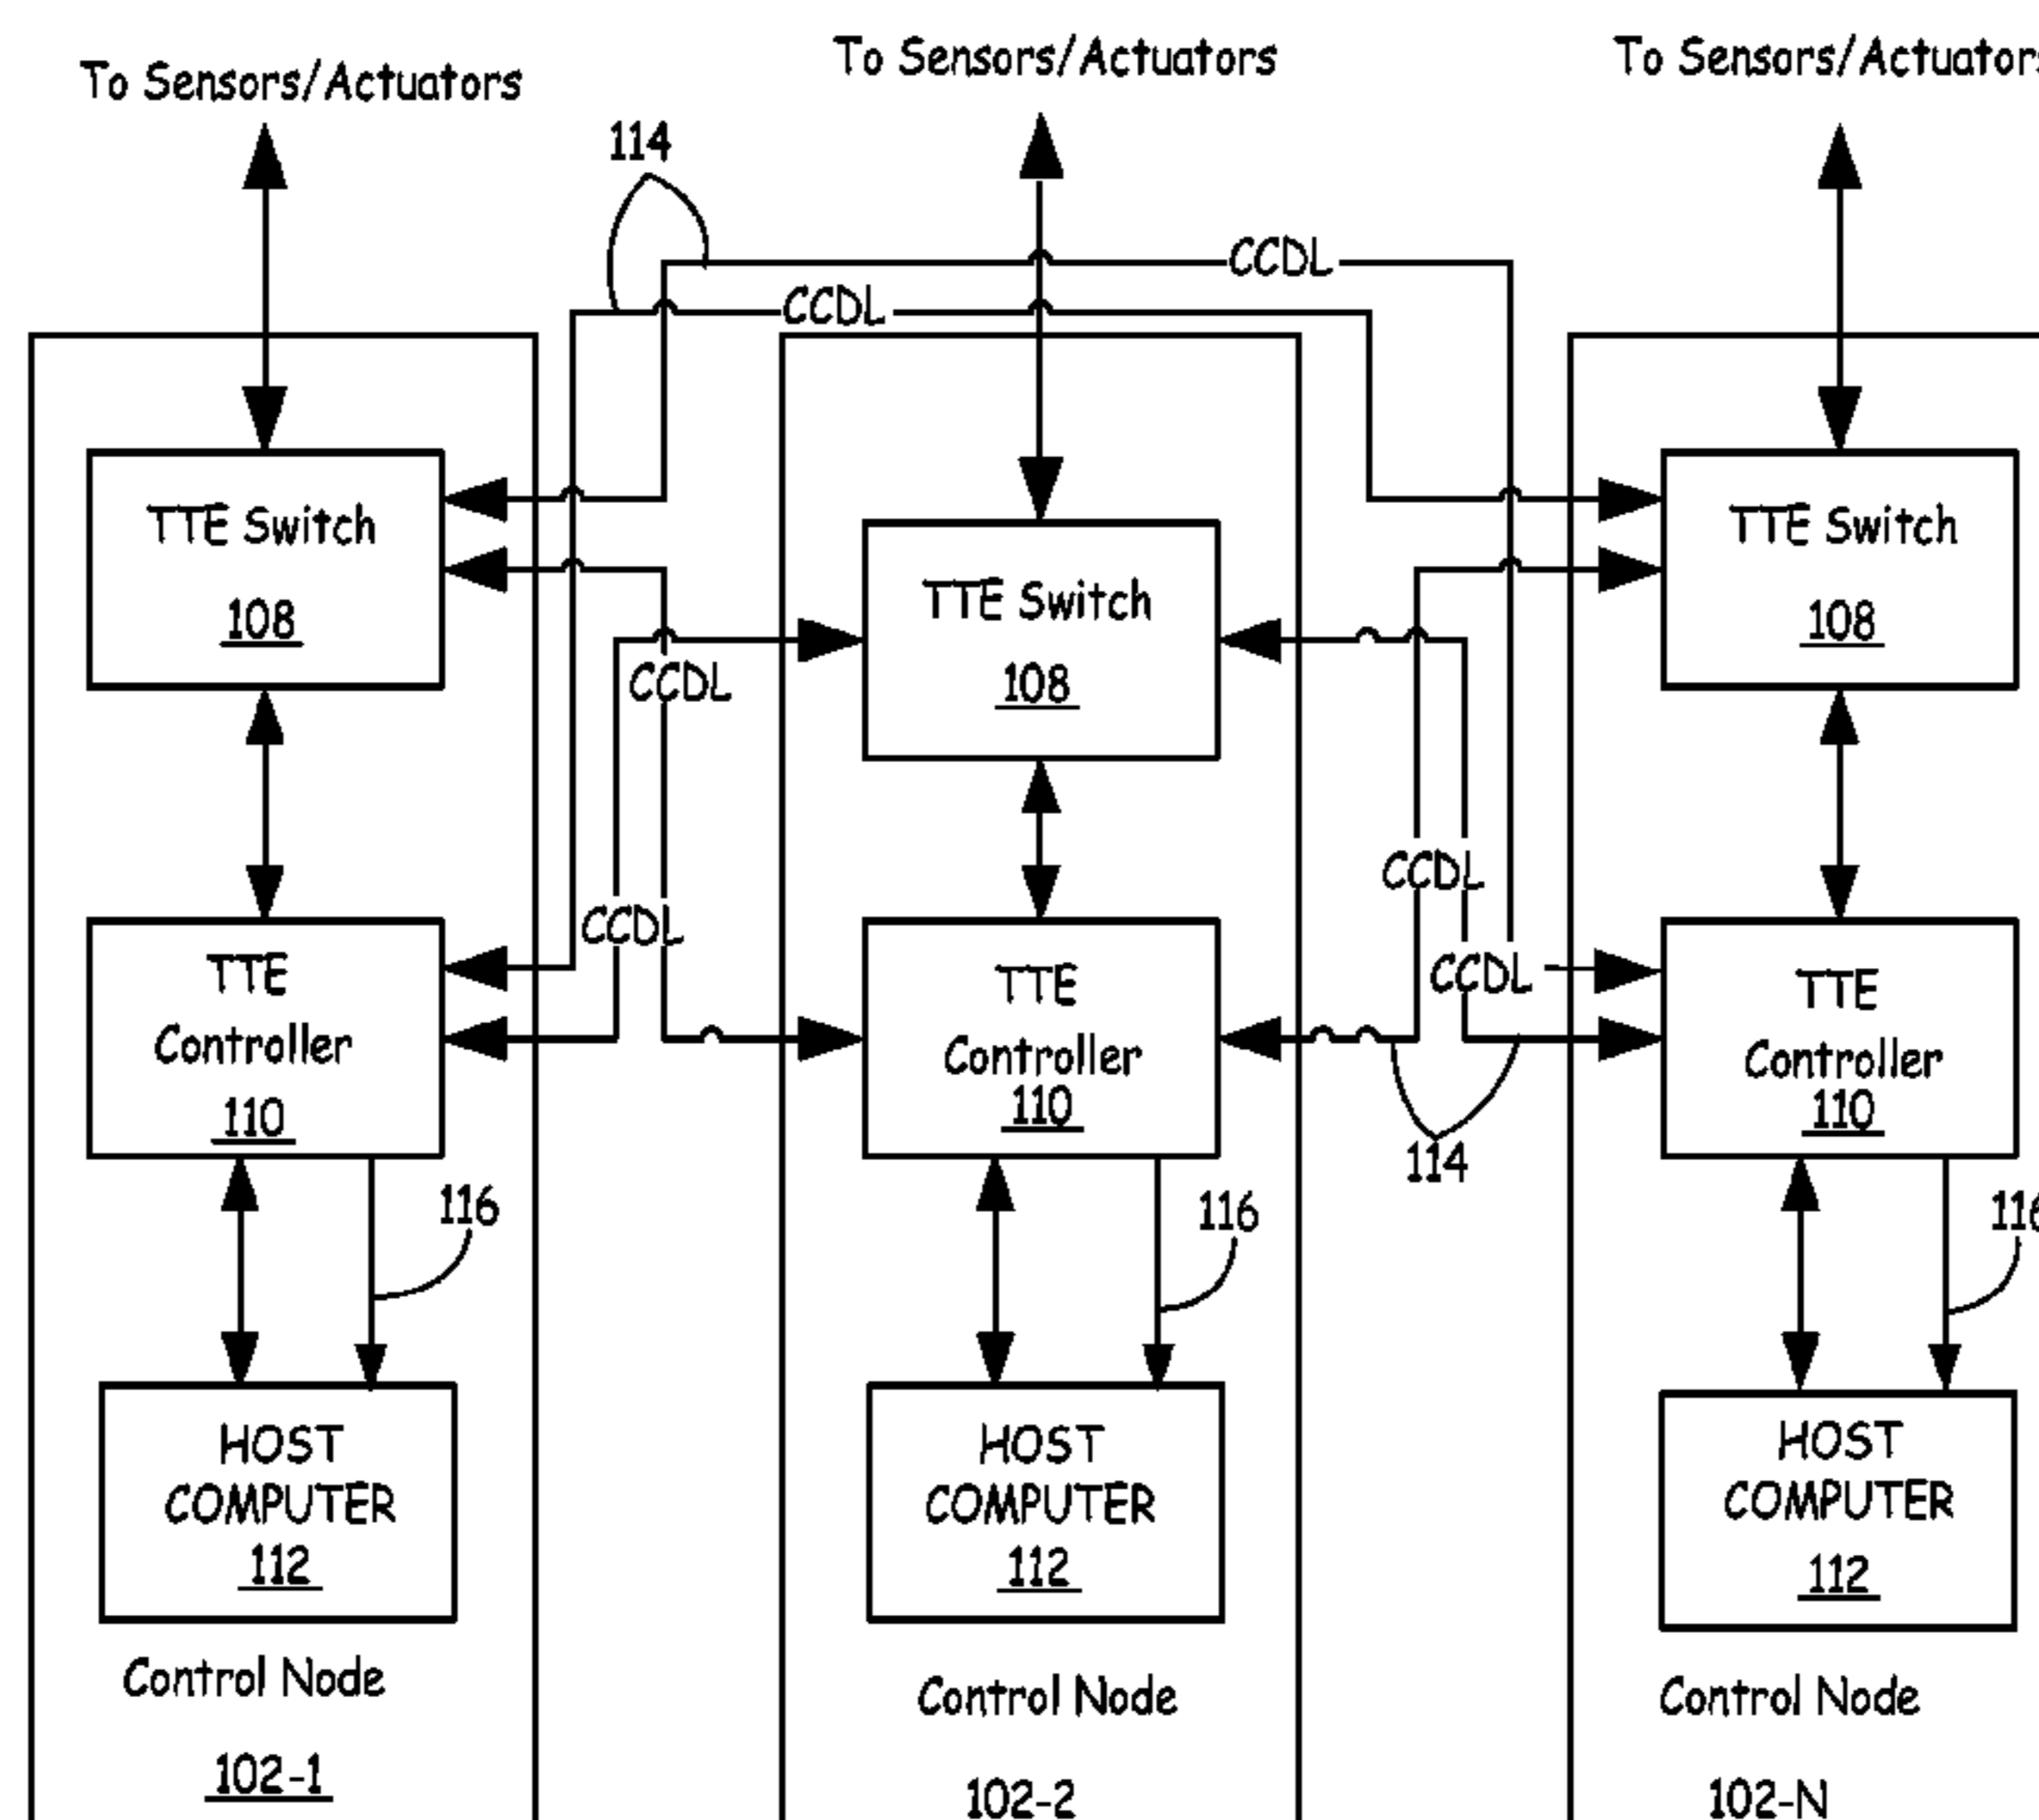 To Sensors/Actuators
To Sensors/Actuators
To Sensors/Actuators
114
CCDL
CCDL
TTE Switch
108
TTE Switch
108
TTE Switch
108
CCDL
CCDL
CCDL
CCDL
TTE
Controller
110
TTE
Controller
110
TTE
Controller
110
114
116
116
116
HOST
COMPUTER
112
HOST
COMPUTER
112
HOST
COMPUTER
112
Control Node
102-1
Control Node
102-2
Control Node
102-N